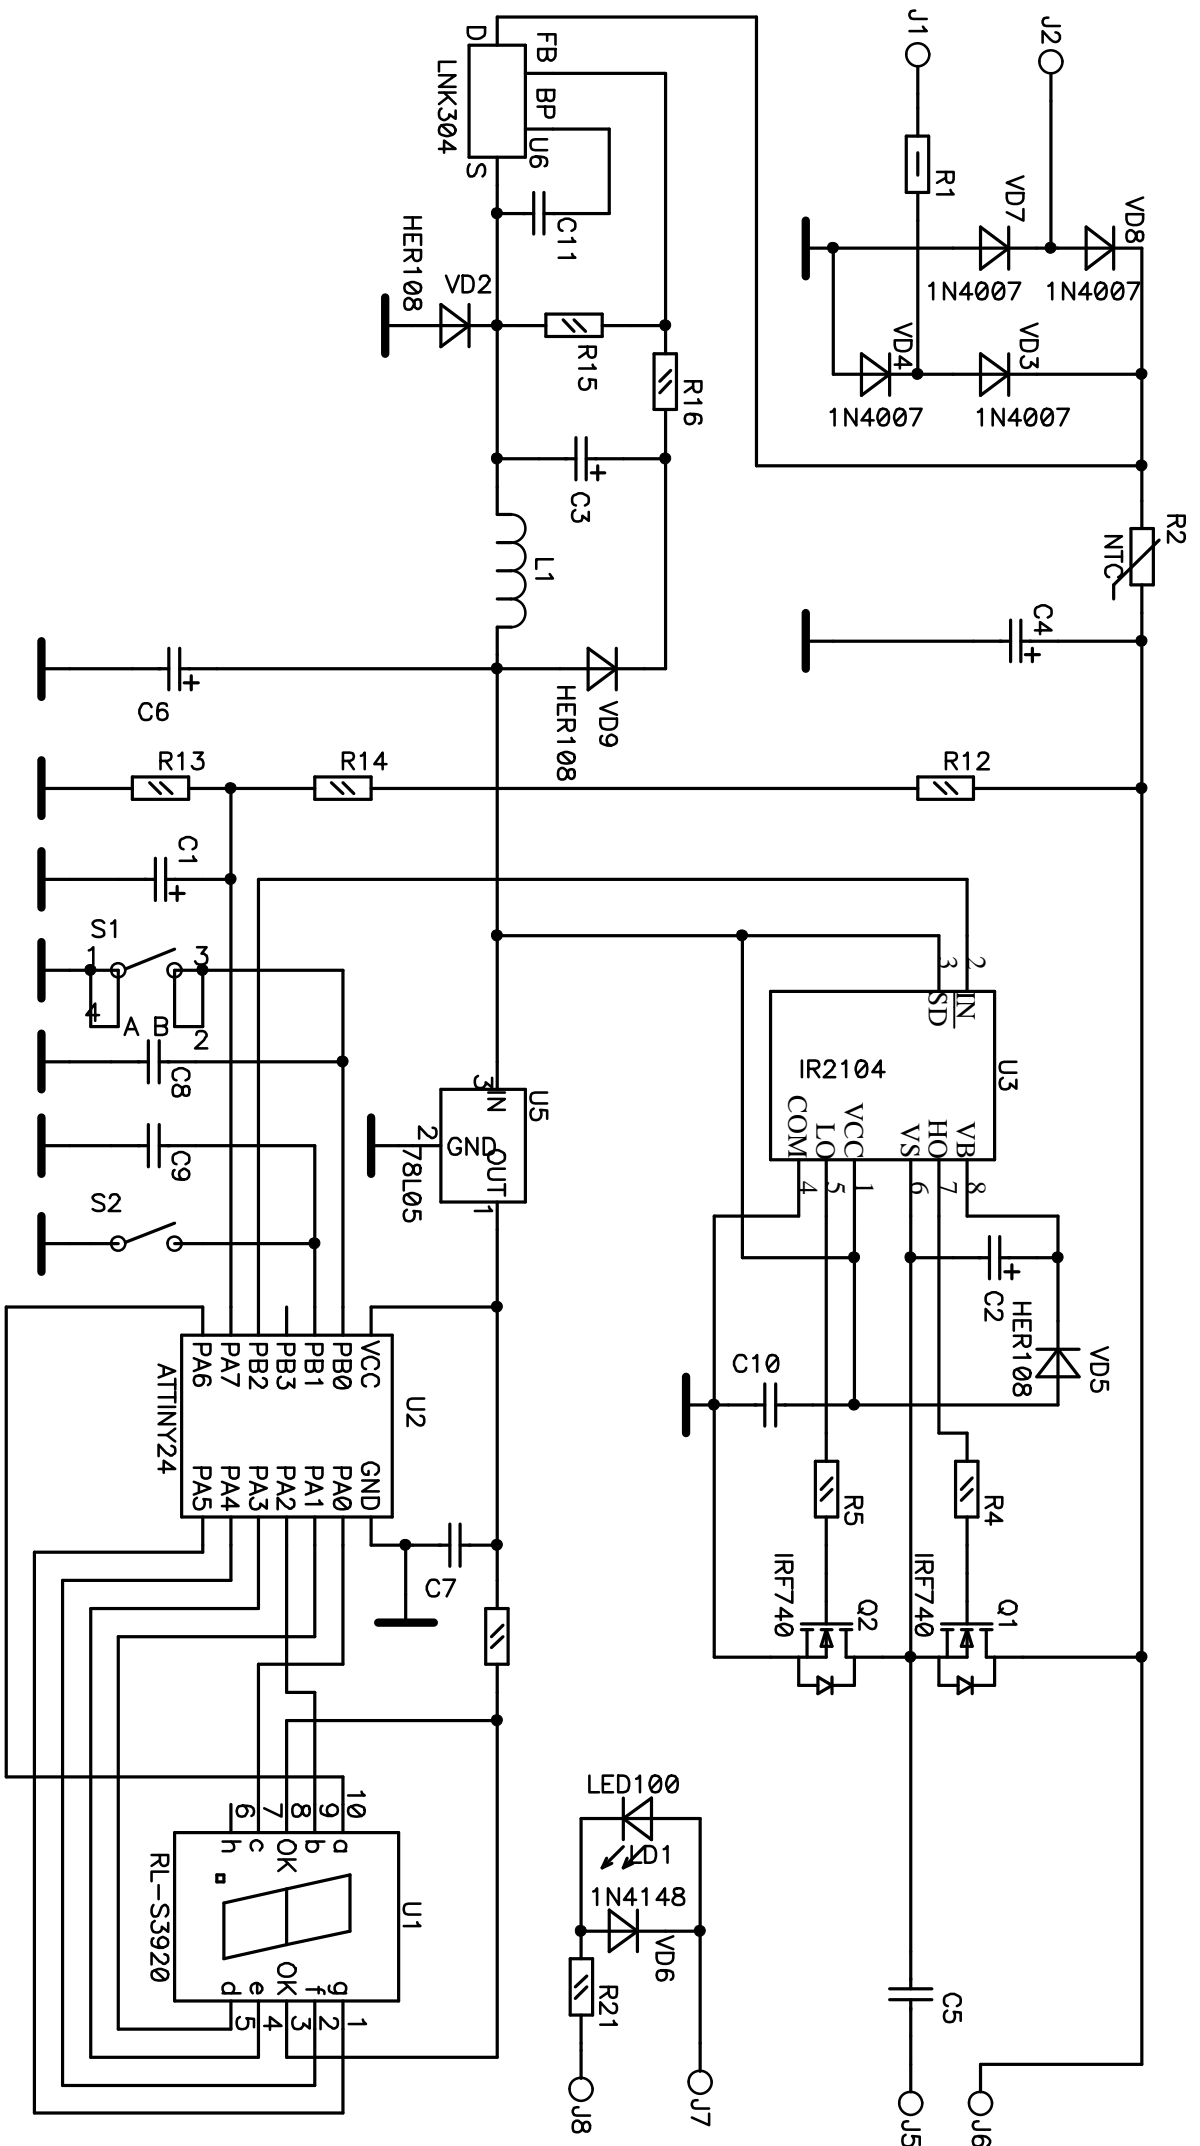 J1
J2
R1
VD7
1N4007
VD8
1N4007
VD4
1N4007
VD3
1N4007
R2
NTC
C4
D
FB
BP
U6
S
LNK304
C11
HER108
VD2
R15
R16
C3
L1
C6
VD9
HER108
R13
R14
R12
C1
S1
1
3
4
A
B
2
C8
C9
S2
U5
3
IN
2
GND
OUT
1
78L05
U3
IR2104
2
IN
3
SD
VB
8
HO
7
VS
6
VCC
1
LO
5
COM
4
C2
HER108
VD5
C10
R5
R4
IRF740
Q2
IRF740
Q1
U2
ATTINY24
VCC
PB0
PB1
PB3
PB2
PA7
PA6
GND
PA0
PA1
PA2
PA3
PA4
PA5
C7
U1
RL-S3920
10
a
9
b
8
OK
7
c
6
h
g
1
f
2
OK
3
e
4
d
5
LED100
LD1
1N4148
VD6
R21
J8
J7
C5
J5
J6